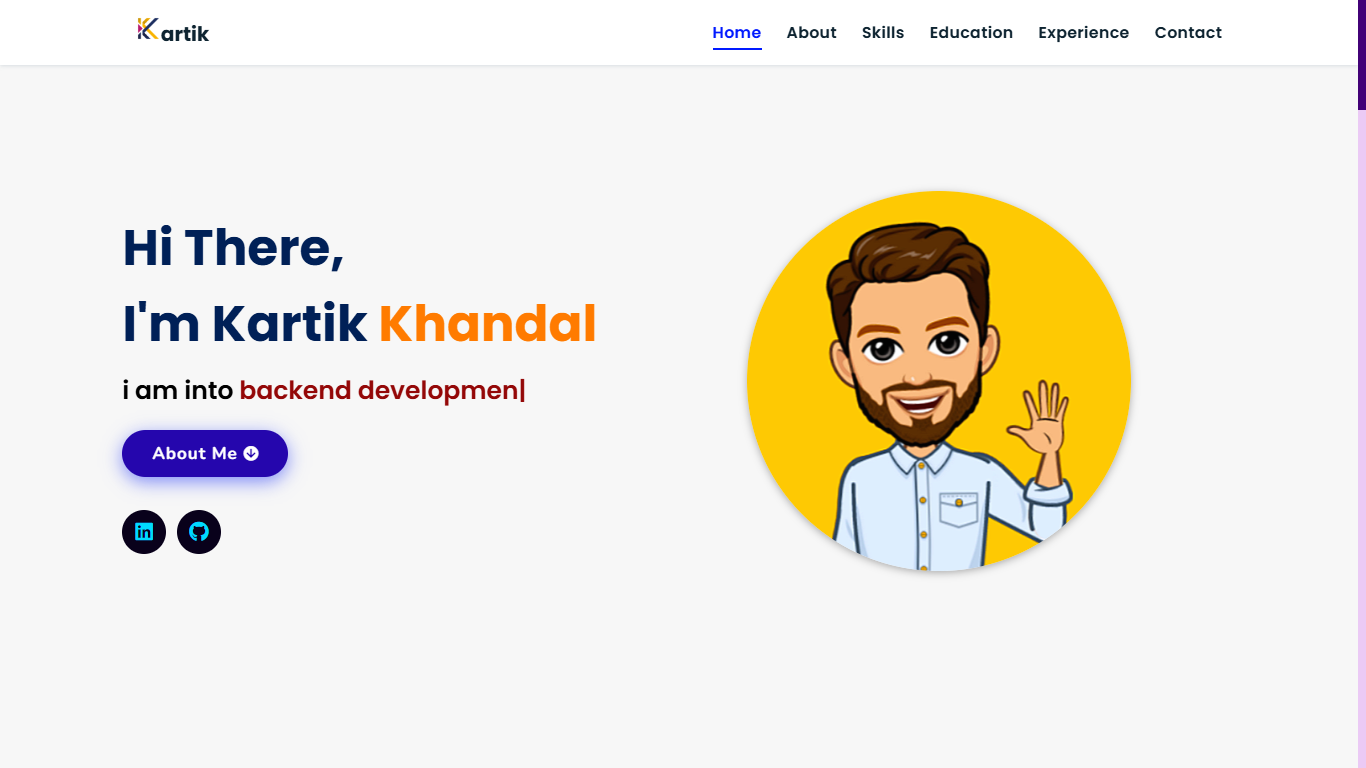 Kartik
Home About Skills Education Experience Contact
Hi There,
I'm Kartik Khandal
i am into backend developmen|
About Me